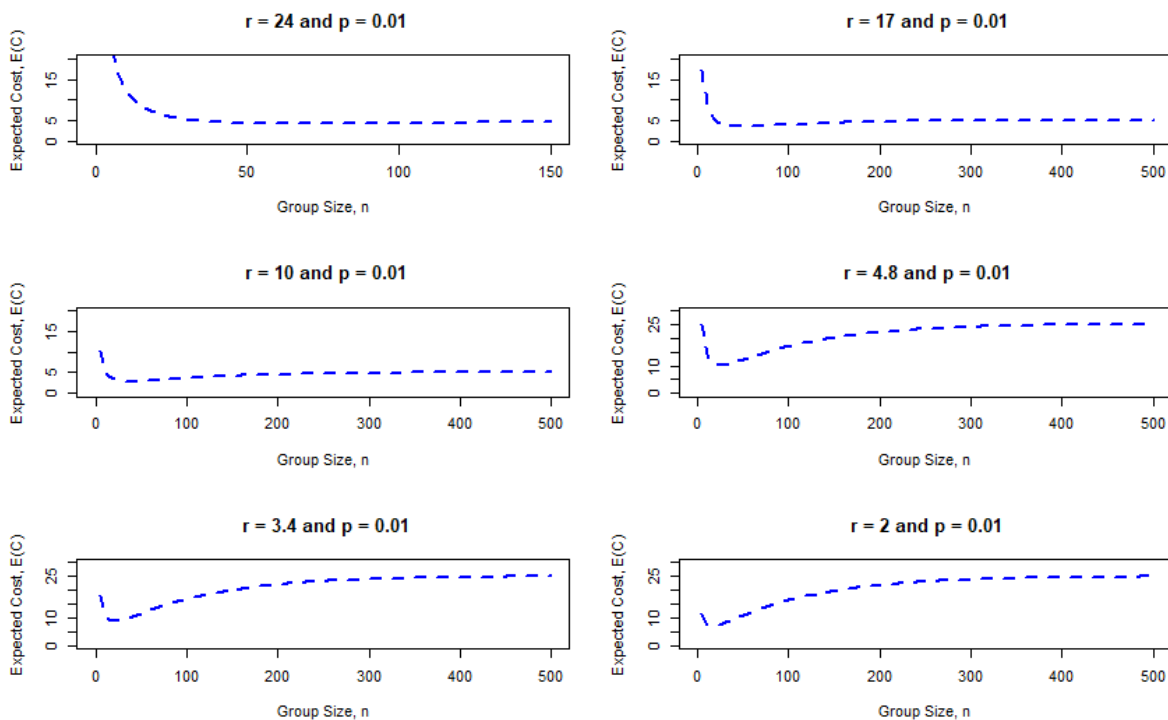 r = 24 and p = 0.01
Expected Cost, E(C)
15
5
0
0 50 100 150
Group Size, n
r = 17 and p = 0.01
Expected Cost, E(C)
15
5
0
0 100 200 300 400 500
Group Size, n
r = 10 and p = 0.01
Expected Cost, E(C)
15
5
0
0 100 200 300 400 500
Group Size, n
r = 4.8 and p = 0.01
Expected Cost, E(C)
25
10
0
0 100 200 300 400 500
Group Size, n
r = 3.4 and p = 0.01
Expected Cost, E(C)
25
10
0
0 100 200 300 400 500
Group Size, n
r = 2 and p = 0.01
Expected Cost, E(C)
25
10
0
0 100 200 300 400 500
Group Size, n